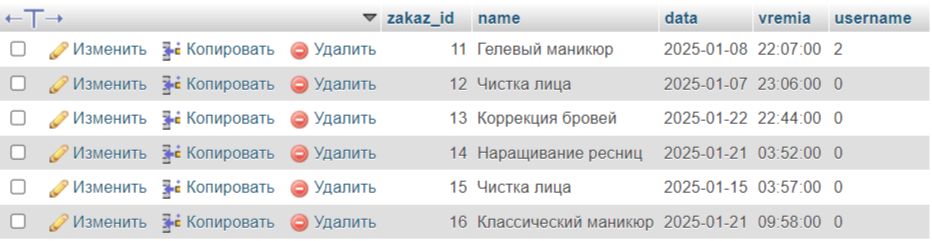 zakaz_id name data vremia username
Изменить Копировать Удалить 11 Гелевый маникюр 2025-01-08 22:07:00 2
Изменить Копировать Удалить 12 Чистка лица 2025-01-07 23:06:00 0
Изменить Копировать Удалить 13 Коррекция бровей 2025-01-22 22:44:00 0
Изменить Копировать Удалить 14 Наращивание ресниц 2025-01-21 03:52:00 0
Изменить Копировать Удалить 15 Чистка лица 2025-01-15 03:57:00 0
Изменить Копировать Удалить 16 Классический маникюр 2025-01-21 09:58:00 0